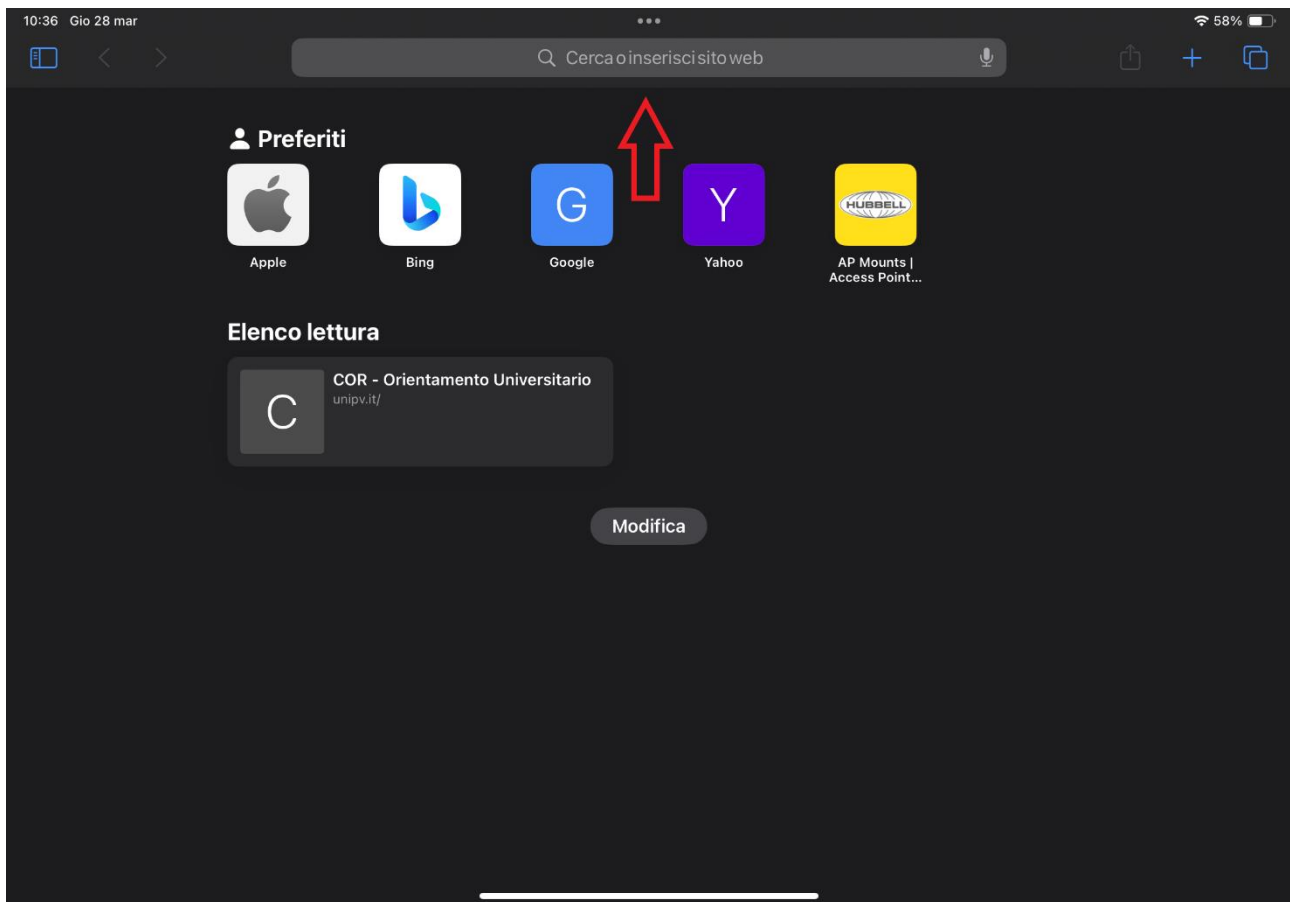 10:36 Gio 28 mar
58%
Cerca o inserisci sito web
Preferiti
G
Y
HUBBELL
Apple
Bing
Google
Yahoo
AP Mounts |
Access Point...
Elenco lettura
C
COR - Orientamento Universitario
unipv.it/
Modifica